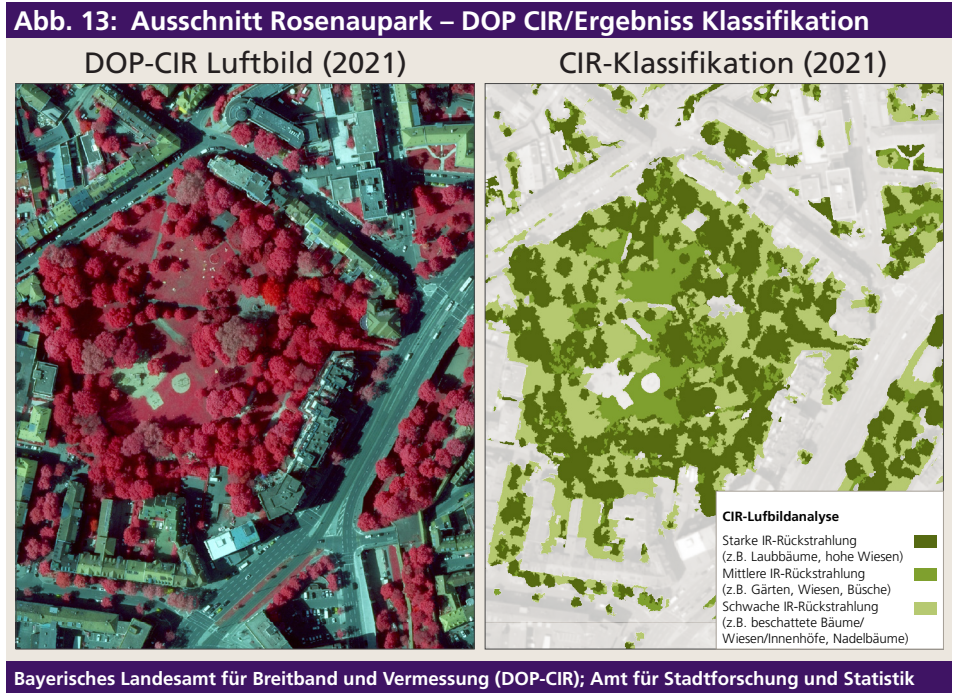 Abb. 13: Ausschnitt Rosenaupark – DOP CIR/Ergebniss Klassifikation
DOP-CIR Luftbild (2021)
CIR-Klassifikation (2021)
CIR-Lufbildanalyse
Starke IR-Rückstrahlung
(z.B. Laubbäume, hohe Wiesen)
Mittlere IR-Rückstrahlung
(z.B. Gärten, Wiesen, Büsche)
Schwache IR-Rückstrahlung
(z.B. beschattete Bäume/
Wiesen/Innenhöfe, Nadelbäume)
Bayerisches Landesamt für Breitband und Vermessung (DOP-CIR); Amt für Stadtforschung und Statistik